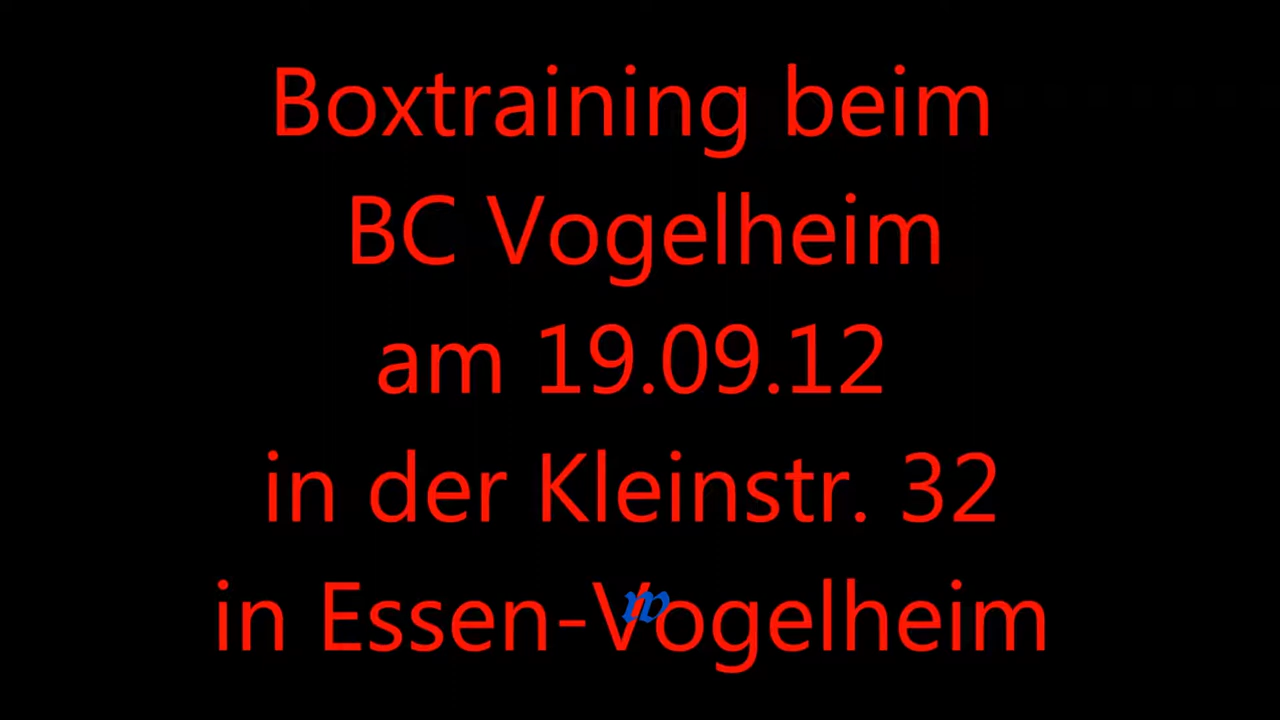 Boxtraining beim
BC Vogelheim
am 19.09.12
in der Kleinstr. 32
in Essen-Vogelheim